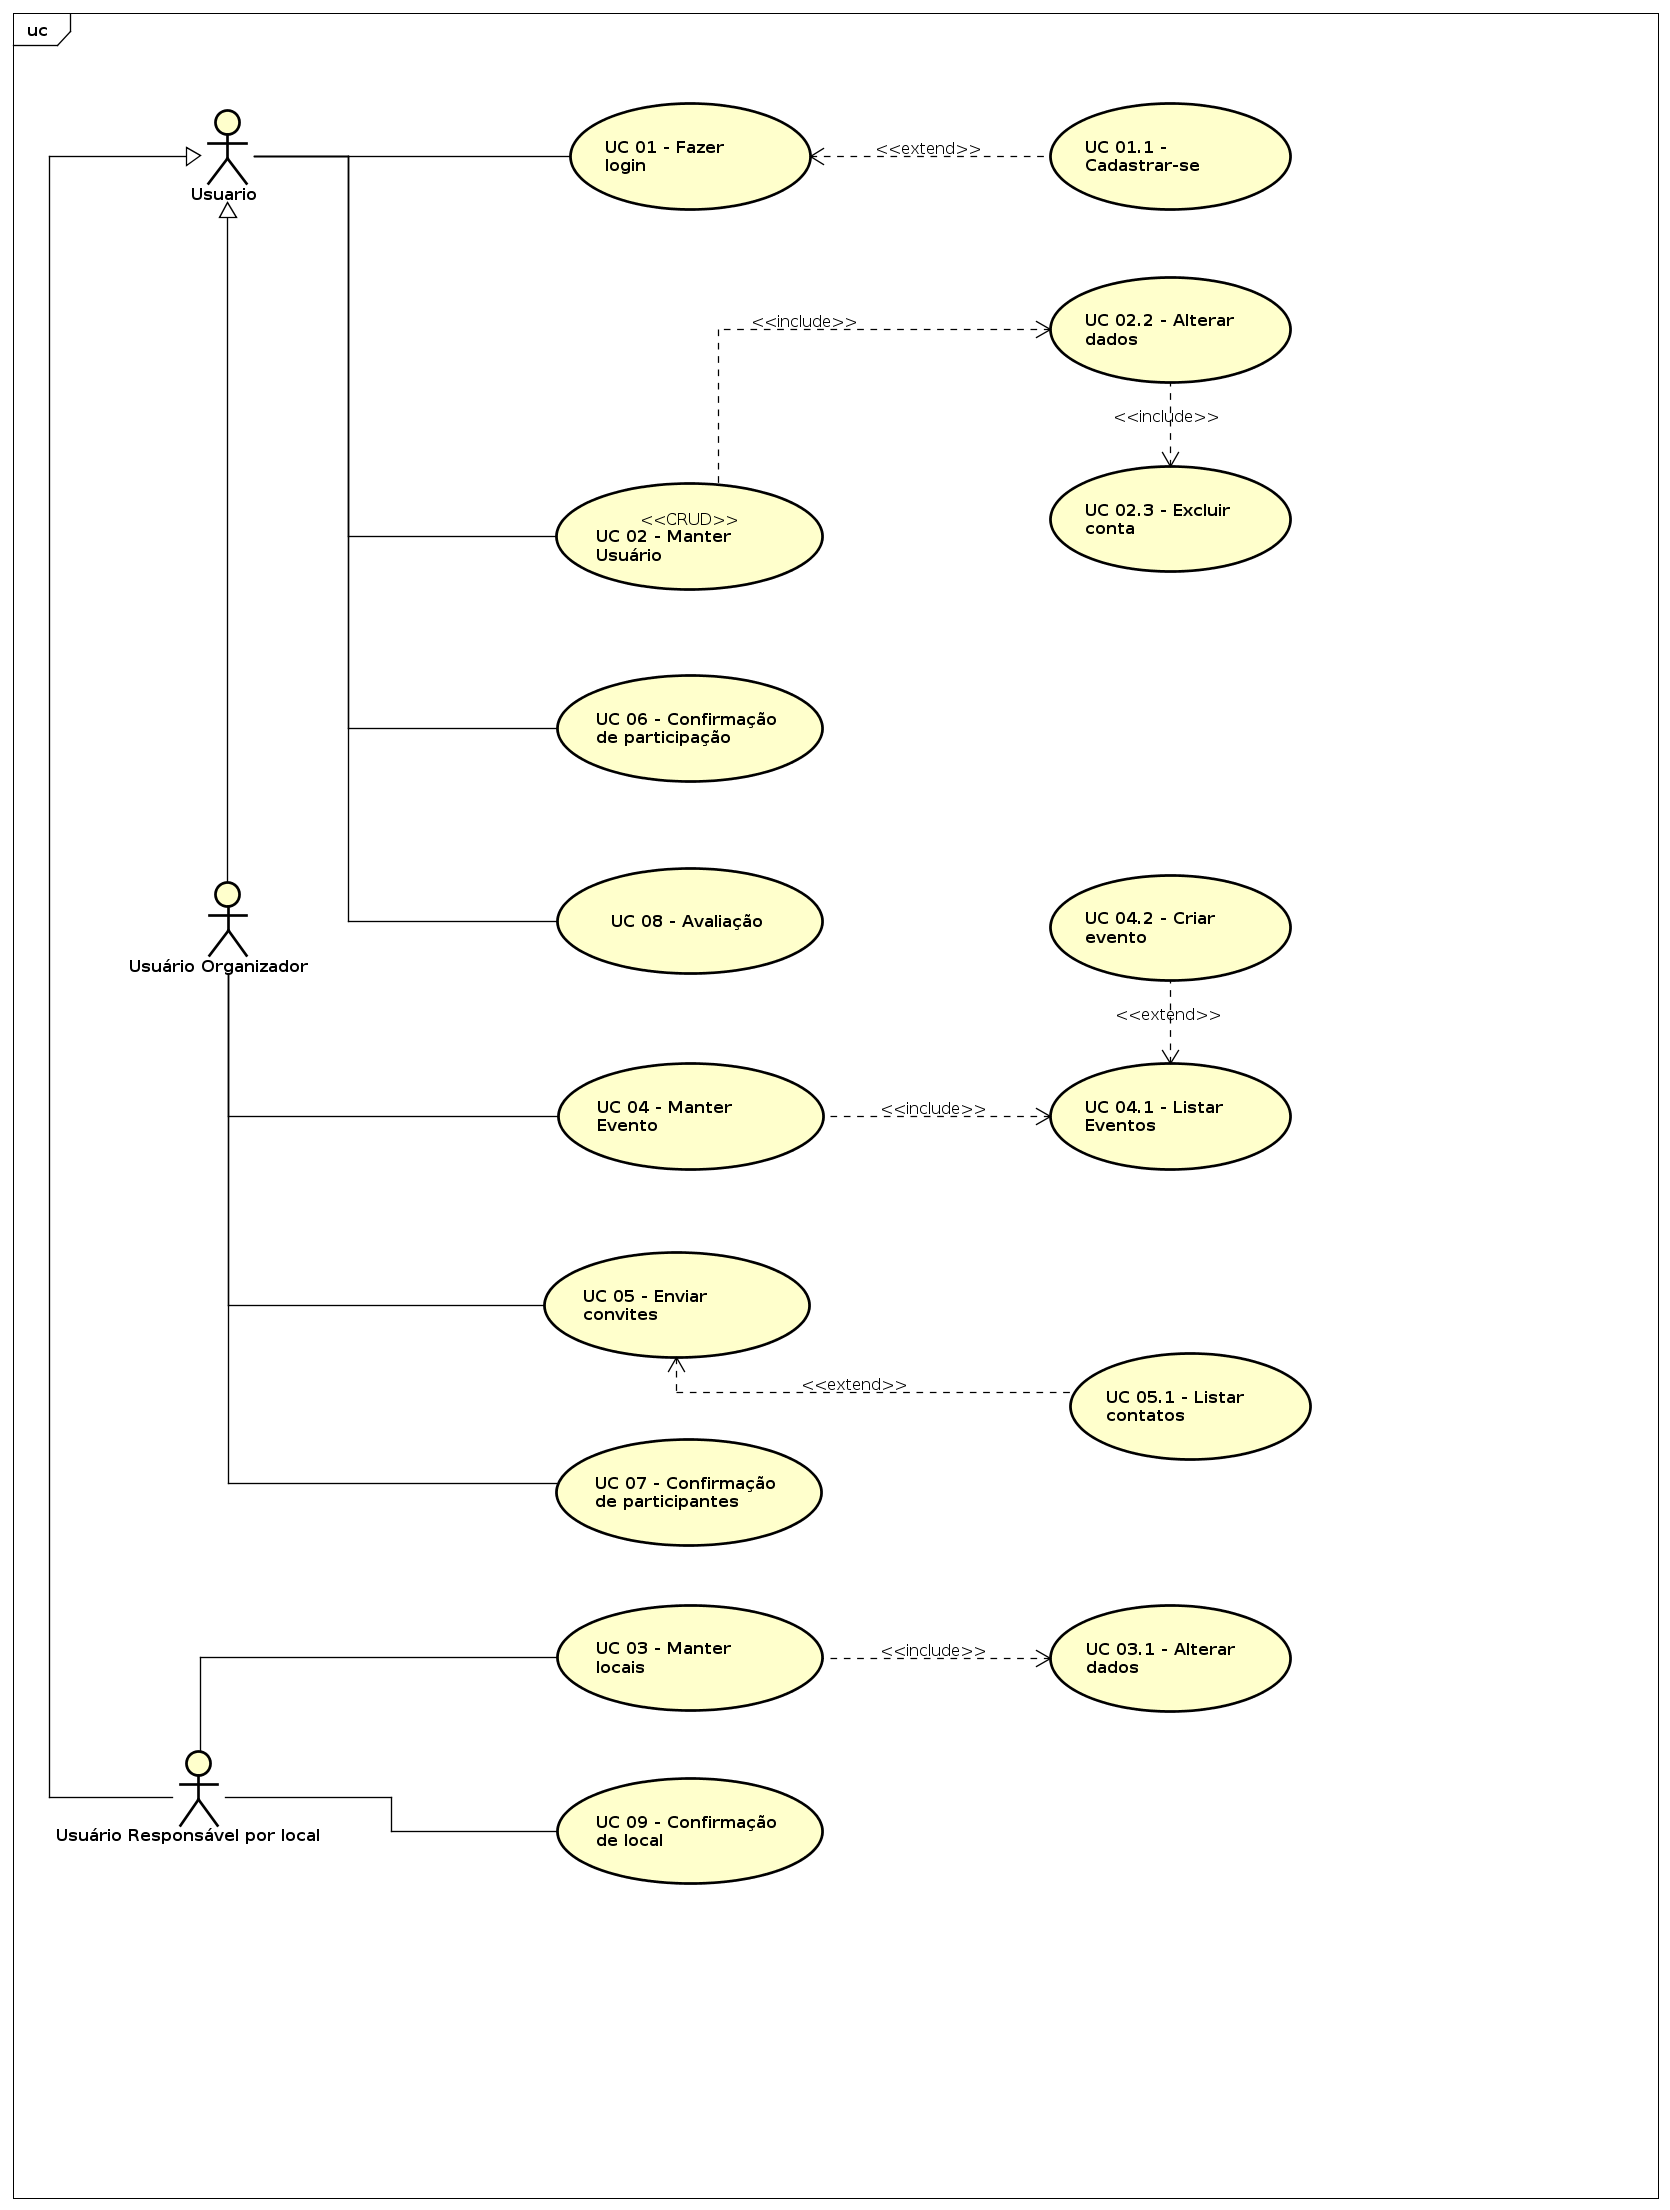 uc
Usuario
UC 01 - Fazer
login
<<extend>>
UC 01.1 -
Cadastrar-se
<<include>>
UC 02.2 - Alterar
dados
<<include>>
UC 02.3 - Excluir
conta
<<CRUD>>
UC 02 - Manter
Usuário
UC 06 - Confirmação
de participação
Usuário Organizador
UC 08 - Avaliação
UC 04.2 - Criar
evento
<<extend>>
UC 04 - Manter
Evento
<<include>>
UC 04.1 - Listar
Eventos
UC 05 - Enviar
convites
<<extend>>
UC 05.1 - Listar
contatos
UC 07 - Confirmação
de participantes
UC 03 - Manter
locais
<<include>>
UC 03.1 - Alterar
dados
Usuário Responsável por local
UC 09 - Confirmação
de local